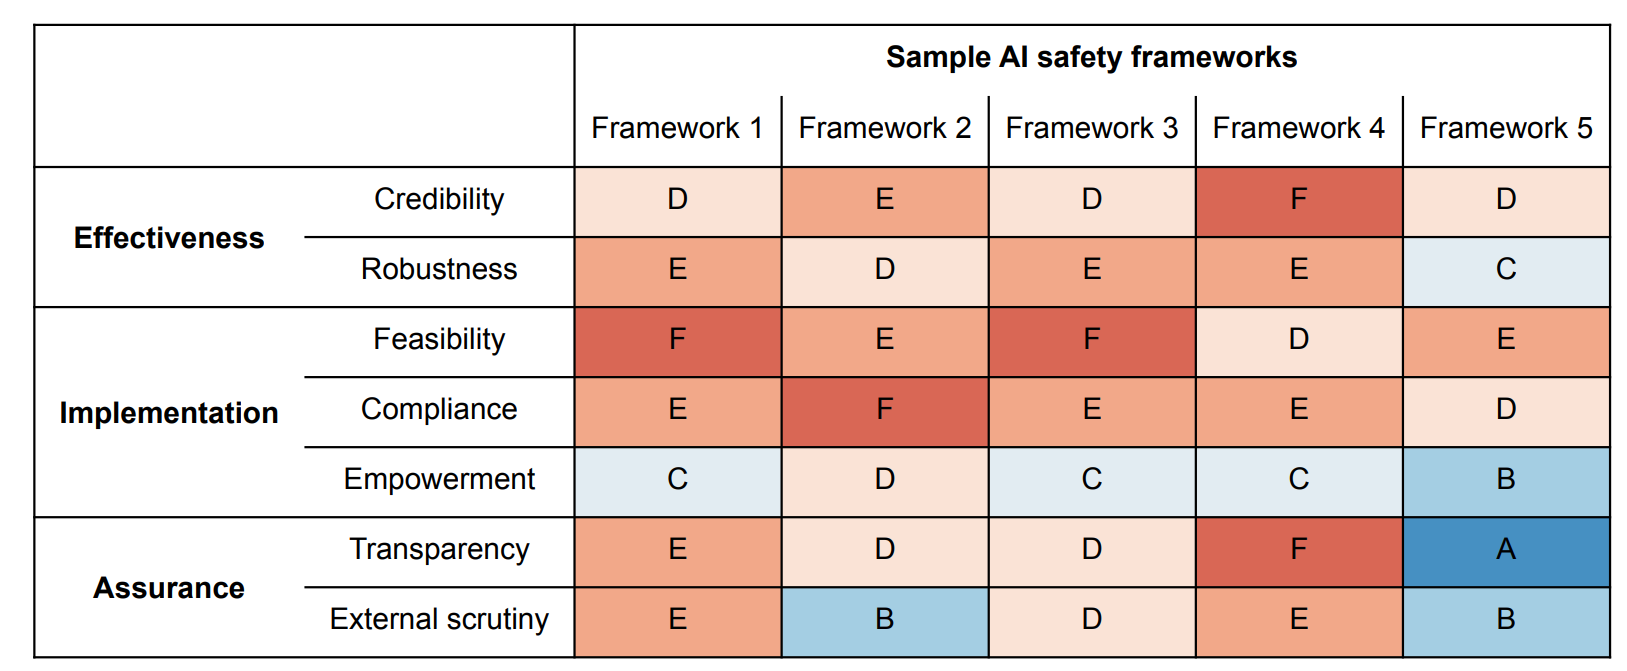 Sample AI safety frameworks
Framework 1 Framework 2 Framework 3 Framework 4 Framework 5
Effectiveness
Credibility D E D F D
Robustness E D E E C
Implementation
Feasibility F E F D E
Compliance E F E E D
Empowerment C D C C B
Assurance
Transparency E D D F A
External scrutiny E B D E B